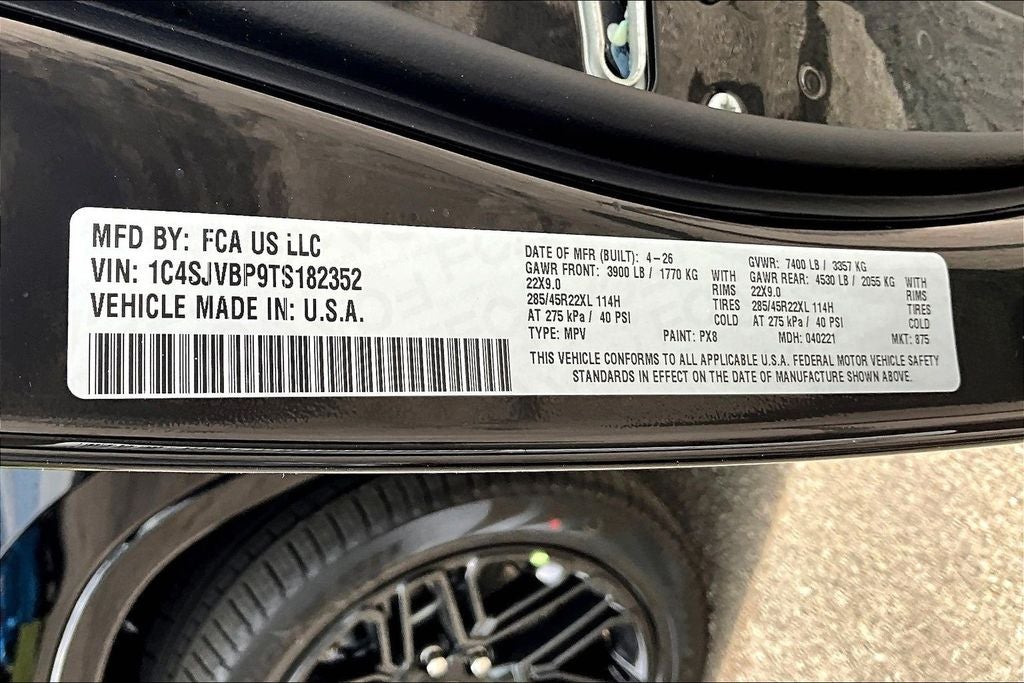 MFD BY: FCA US LLC
VIN: 1C4SJVBP9TS182352
VEHICLE MADE IN: U.S.A.
DATE OF MFR (BUILT): 4-26
GAWR FRONT: 3900 LB / 1770 KG WITH
22X9.0 RIMS
285/45R22XL 114H TIRES
AT 275 kPa / 40 PSI COLD
GVWR: 7400 LB / 3357 KG
GAWR REAR: 4530 LB / 2055 KG WITH
22X9.0 RIMS
285/45R22XL 114H TIRES
AT 275 kPa / 40 PSI COLD
TYPE: MPV PAINT: PX8 MDH: 040221 MKT: 875
THIS VEHICLE CONFORMS TO ALL APPLICABLE U.S.A. FEDERAL MOTOR VEHICLE SAFETY
STANDARDS IN EFFECT ON THE DATE OF MANUFACTURE SHOWN ABOVE.